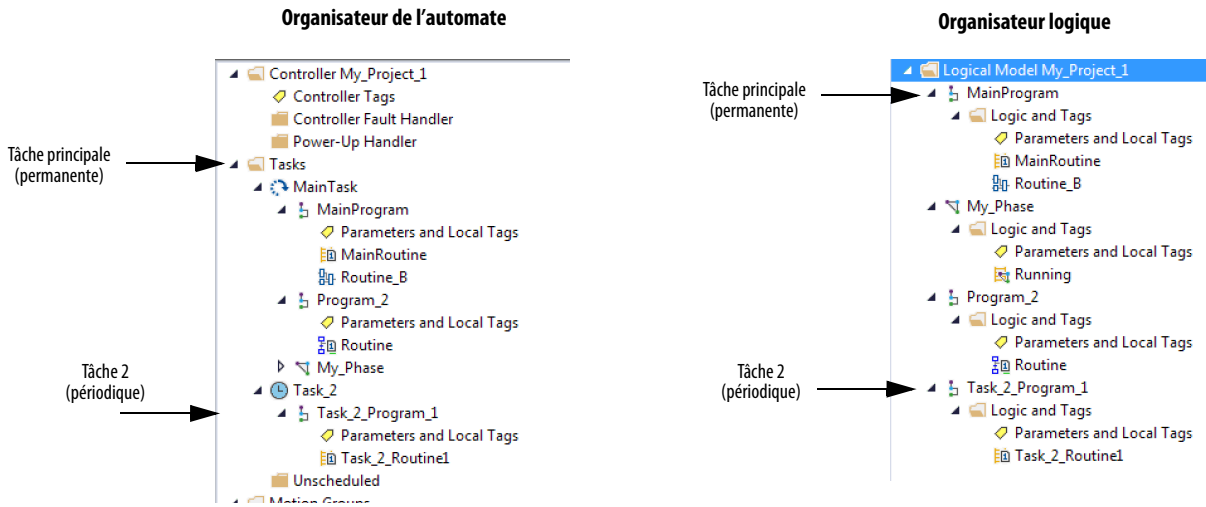 Organisateur de l'automate
Tâche principale
(permanente)
Tâche 2
(périodique)
Controller My_Project_1
Controller Tags
Controller Fault Handler
Power-Up Handler
Tasks
MainTask
MainProgram
Parameters and Local Tags
MainRoutine
Routine_B
Program_2
Parameters and Local Tags
Routine
My_Phase
Task_2
Task_2_Program_1
Parameters and Local Tags
Task_2_Routine1
Unscheduled
Motion Groups
Organisateur logique
Tâche principale
(permanente)
Tâche 2
(périodique)
Logical Model My_Project_1
MainProgram
Logic and Tags
Parameters and Local Tags
MainRoutine
Routine_B
My_Phase
Logic and Tags
Parameters and Local Tags
Running
Program_2
Logic and Tags
Parameters and Local Tags
Routine
Task_2_Program_1
Logic and Tags
Parameters and Local Tags
Task_2_Routine1